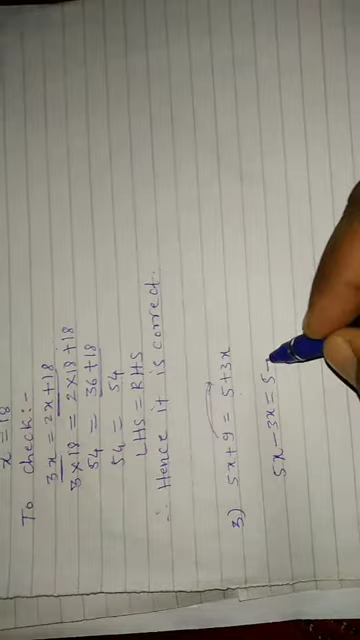 x = 18
To check:-
3x = 2x+18
3×18 = 2×18+18
54 = 36+18
54 = 54
LHS = RHS
∴ Hence it is correct.
3) 5x+9 = 5+3x
5x-3x = 5-